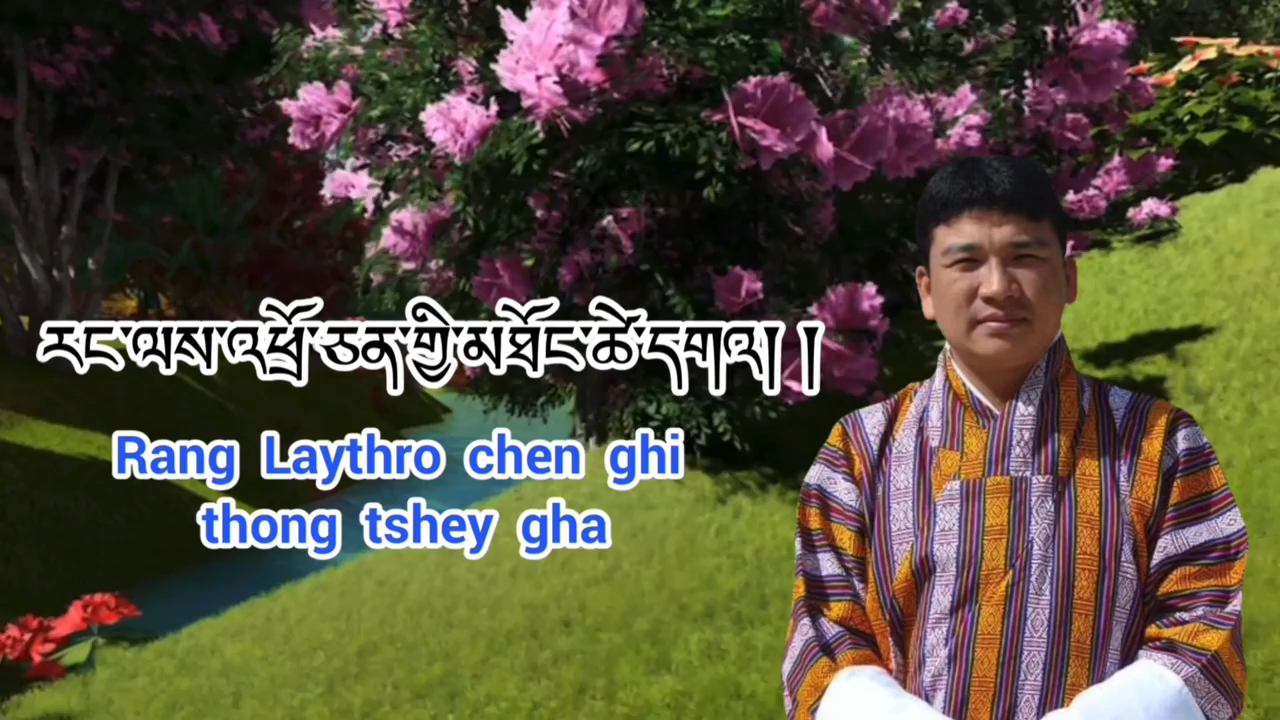 རང་ལས་འཕྲོ་ཅན་གྱི་མཐོང་ཚེ་དགའ། །
Rang Laythro chen ghi
thong tshey gha